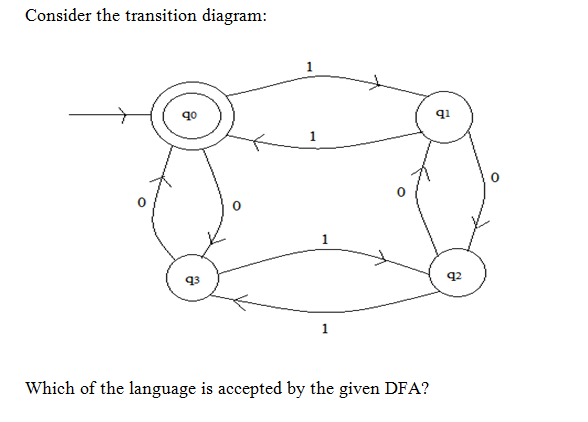 Consider the transition diagram:
1
q0
q1
1
0
0
0
0
1
q3
q2
1
Which of the language is accepted by the given DFA?